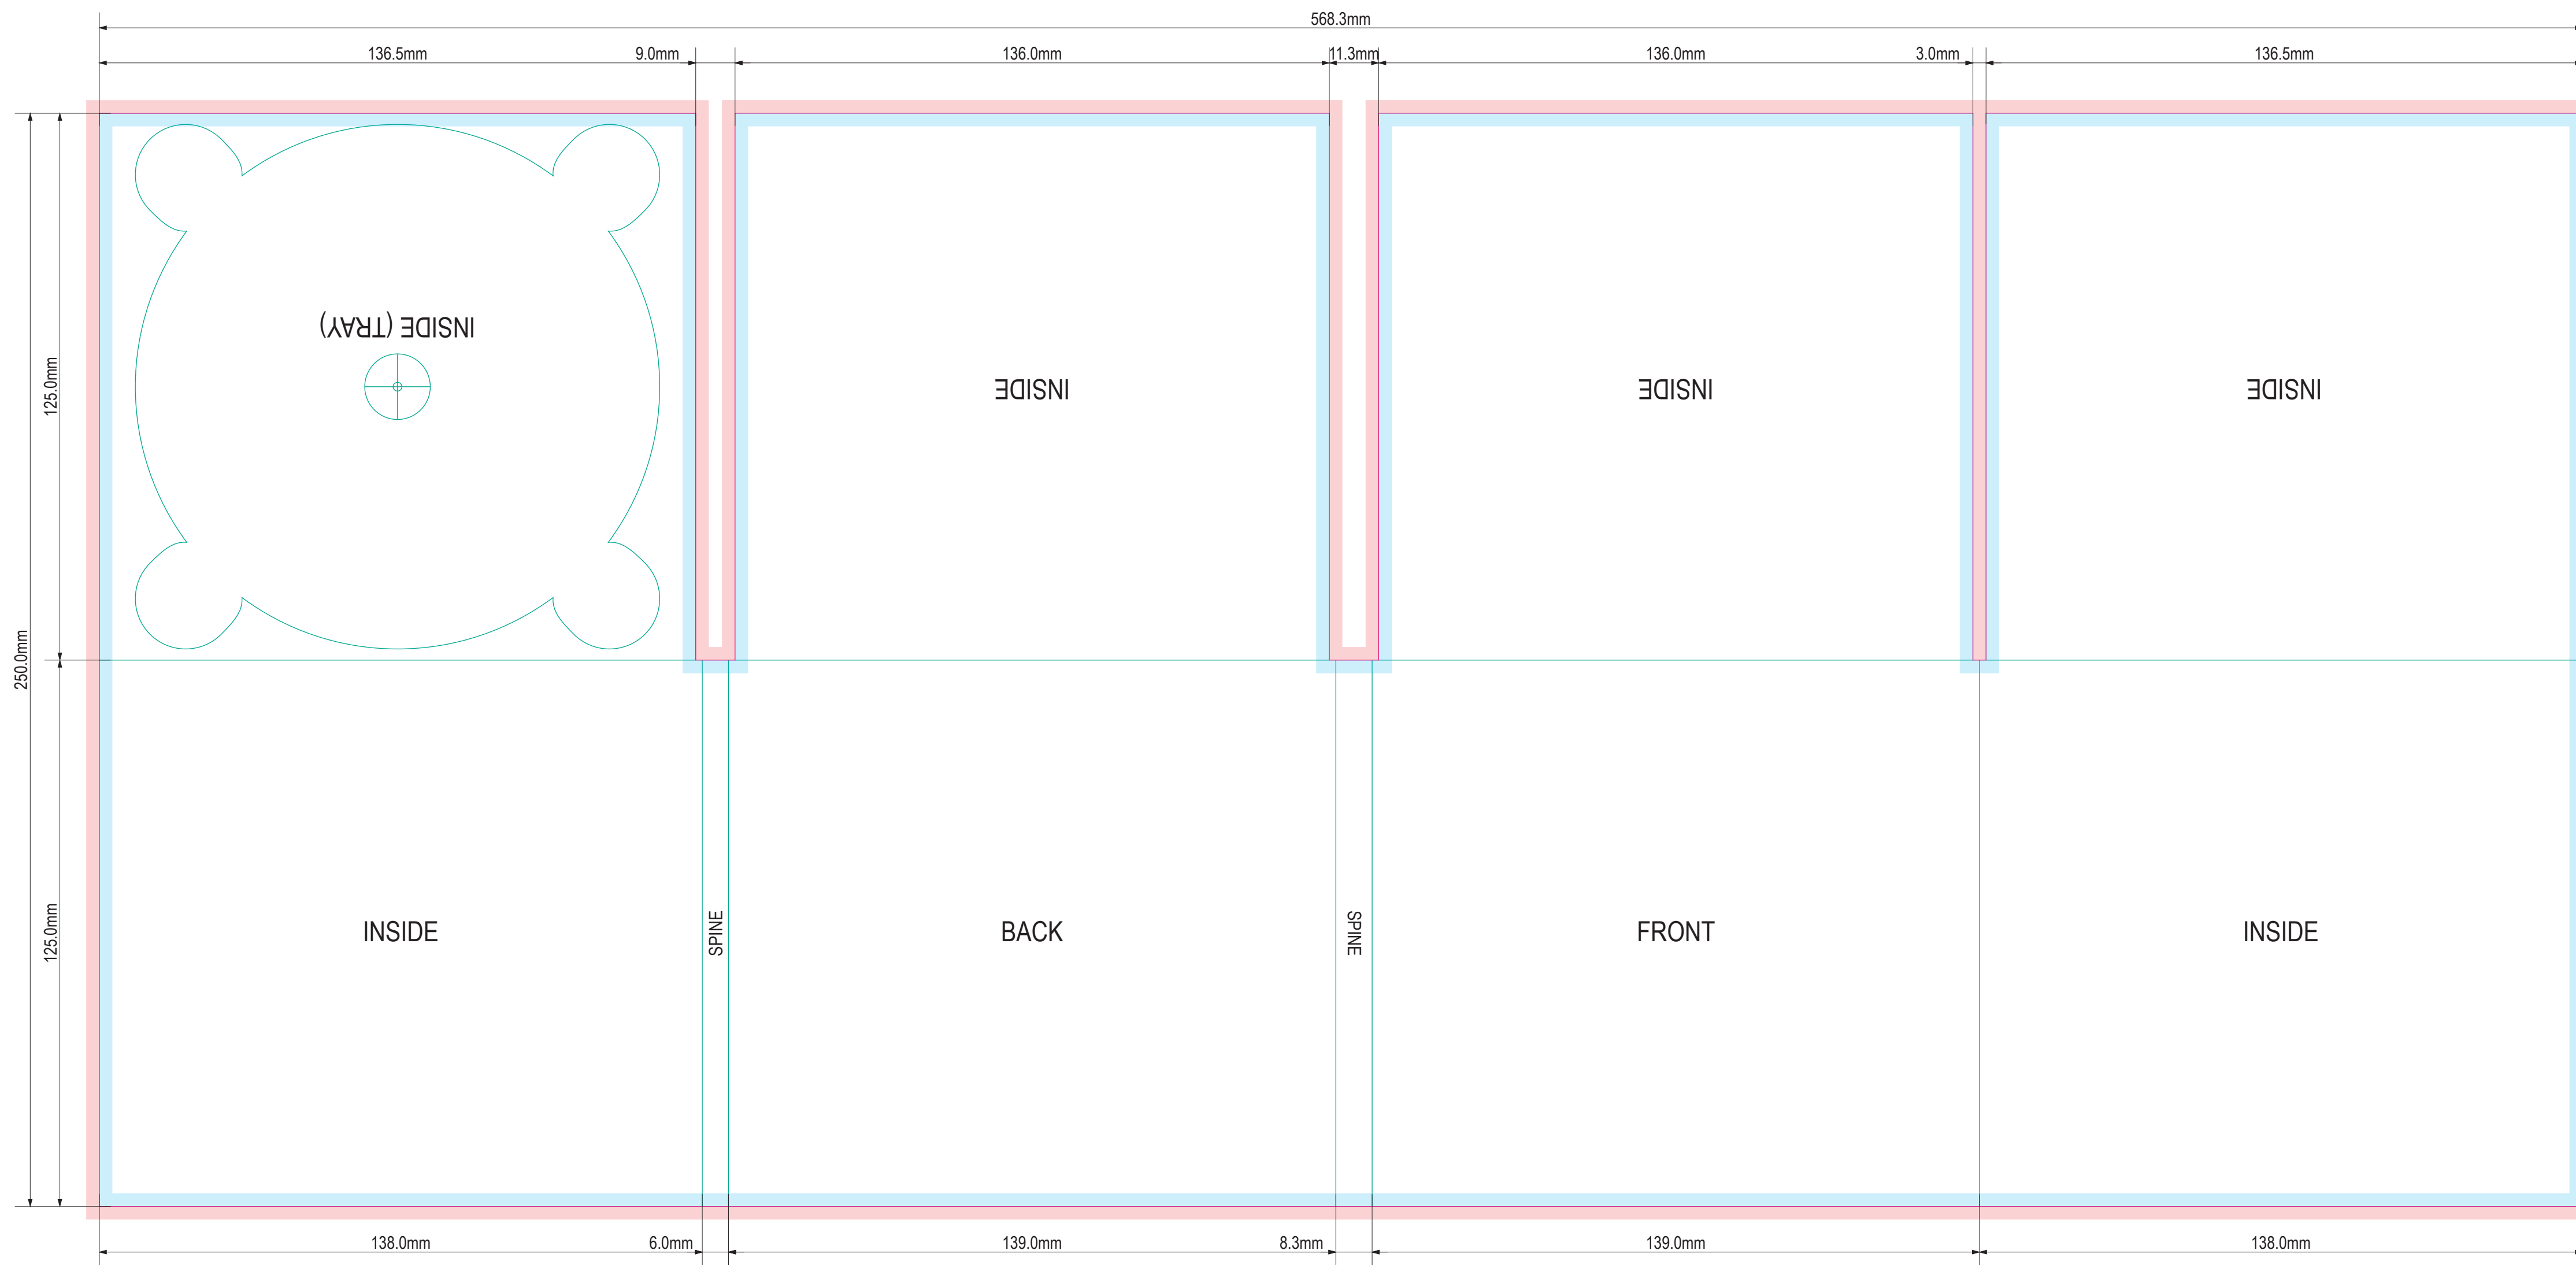 568.3mm
136.5mm
9.0mm
136.0mm
11.3mm
136.0mm
3.0mm
136.5mm
INSIDE (TRAY)
INSIDE
INSIDE
INSIDE
125.0mm
250.0mm
125.0mm
INSIDE
SPINE
BACK
SPINE
FRONT
INSIDE
138.0mm
6.0mm
139.0mm
8.3mm
139.0mm
138.0mm